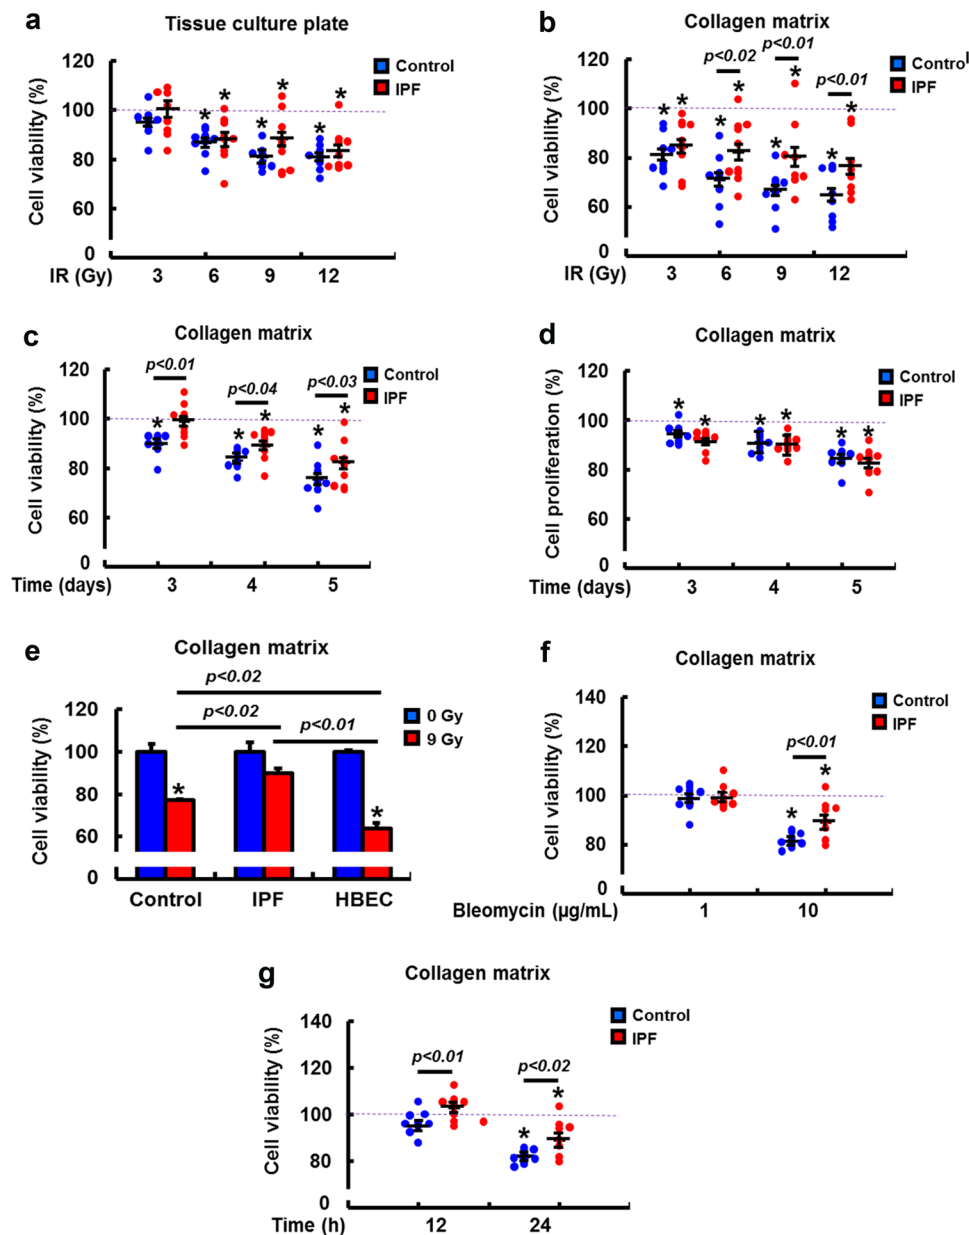 a
Tissue culture plate
Cell viability (%)
120
100
80
60
0
Control
IPF
* * * * * *
IR (Gy)
3 6 9 12
b
Collagen matrix
Cell viability (%)
120
100
80
60
0
p<0.02
p<0.01
p<0.01
Control
IPF
* * * * * * * *
IR (Gy)
3 6 9 12
c
Collagen matrix
Cell viability (%)
120
100
80
60
0
p<0.01
p<0.04
p<0.03
Control
IPF
* * * * *
Time (days)
3 4 5
d
Collagen matrix
Cell proliferation (%)
120
100
80
60
0
Control
IPF
* * * * * *
Time (days)
3 4 5
e
Collagen matrix
Cell viability (%)
120
100
80
60
0
p<0.02
p<0.02
p<0.01
0 Gy
9 Gy
* *
Control IPF HBEC
f
Collagen matrix
Cell viability (%)
140
120
100
80
60
0
p<0.01
Control
IPF
* *
Bleomycin (µg/mL)
1 10
g
Collagen matrix
Cell viability (%)
140
120
100
80
0
p<0.01
p<0.02
Control
IPF
* *
Time (h)
12 24